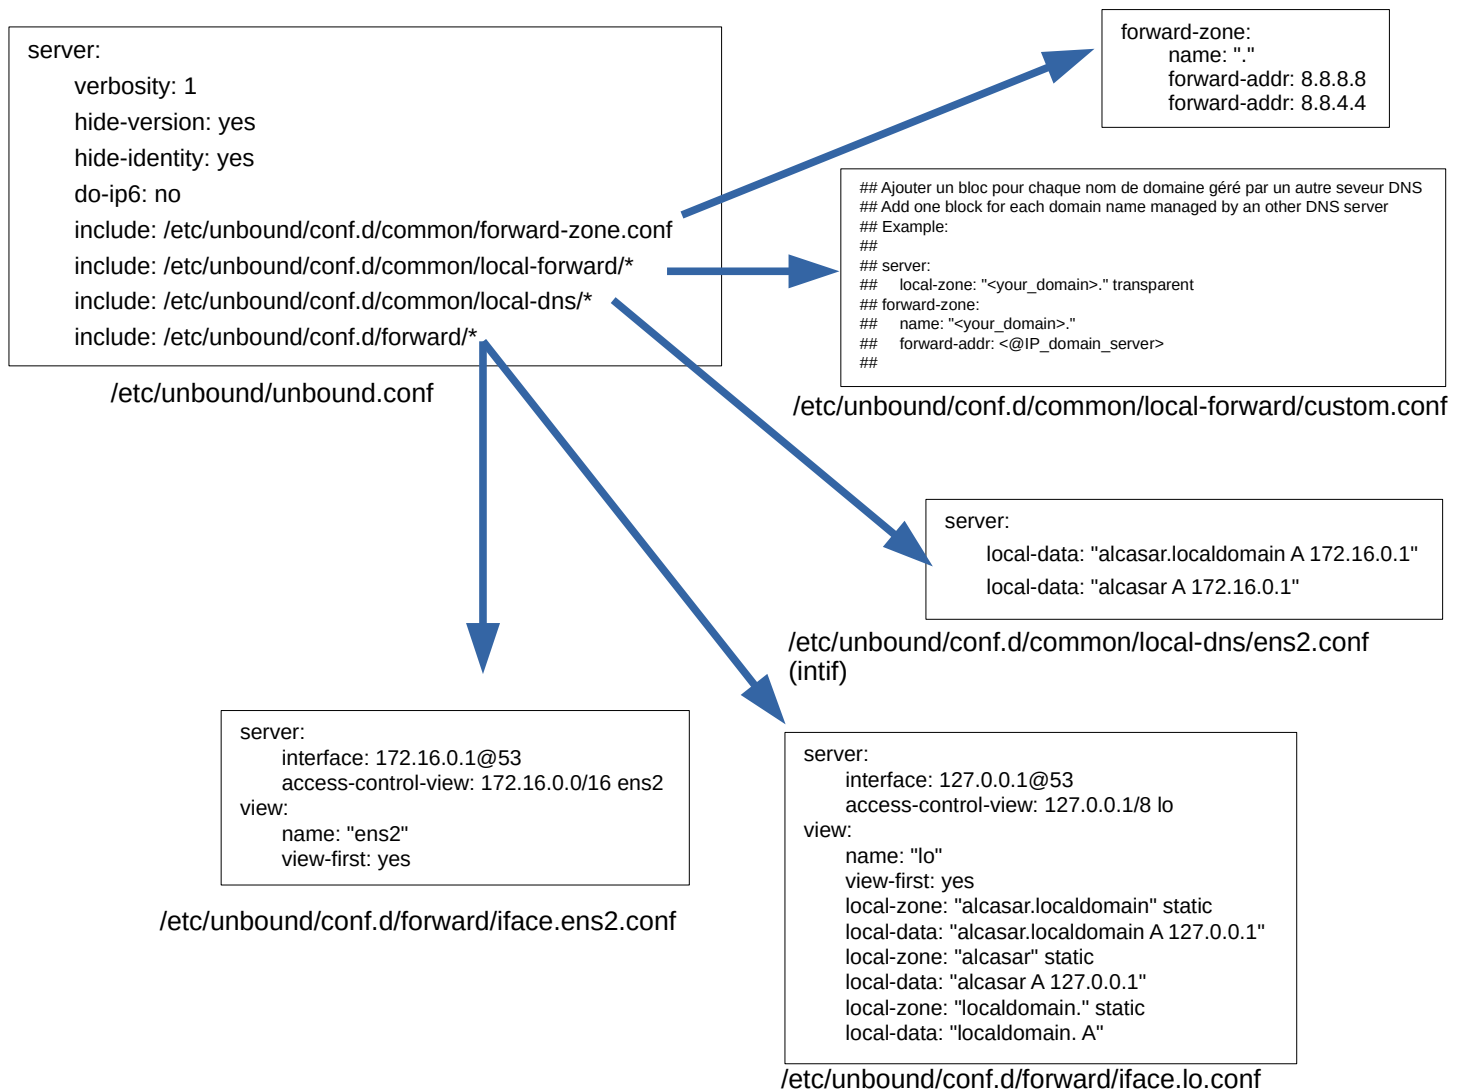 server:
verbosity: 1
hide-version: yes
hide-identity: yes
do-ip6: no
include: /etc/unbound/conf.d/common/forward-zone.conf
include: /etc/unbound/conf.d/common/local-forward/*
include: /etc/unbound/conf.d/common/local-dns/*
include: /etc/unbound/conf.d/forward/*
/etc/unbound/unbound.conf
forward-zone:
name: "."
forward-addr: 8.8.8.8
forward-addr: 8.8.4.4
## Ajouter un bloc pour chaque nom de domaine géré par un autre seveur DNS
## Add one block for each domain name managed by an other DNS server
## Example:
##
## server:
## local-zone: "<your_domain>." transparent
## forward-zone:
## name: "<your_domain>."
## forward-addr: <@IP_domain_server>
##
/etc/unbound/conf.d/common/local-forward/custom.conf
server:
local-data: "alcasar.localdomain A 172.16.0.1"
local-data: "alcasar A 172.16.0.1"
/etc/unbound/conf.d/common/local-dns/ens2.conf
(intif)
server:
interface: 172.16.0.1@53
access-control-view: 172.16.0.0/16 ens2
view:
name: "ens2"
view-first: yes
/etc/unbound/conf.d/forward/iface.ens2.conf
server:
interface: 127.0.0.1@53
access-control-view: 127.0.0.1/8 lo
view:
name: "lo"
view-first: yes
local-zone: "alcasar.localdomain" static
local-data: "alcasar.localdomain A 127.0.0.1"
local-zone: "alcasar" static
local-data: "alcasar A 127.0.0.1"
local-zone: "localdomain." static
local-data: "localdomain. A"
/etc/unbound/conf.d/forward/iface.lo.conf